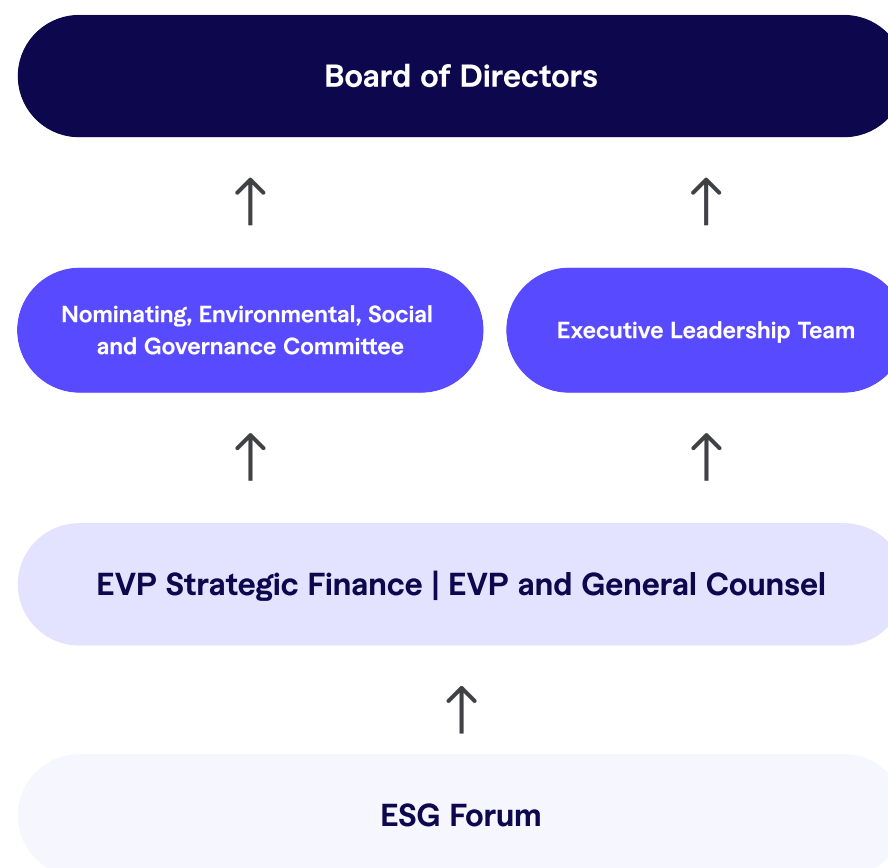 Board of Directors
Nominating, Environmental, Social
and Governance Committee
Executive Leadership Team
EVP Strategic Finance | EVP and General Counsel
ESG Forum